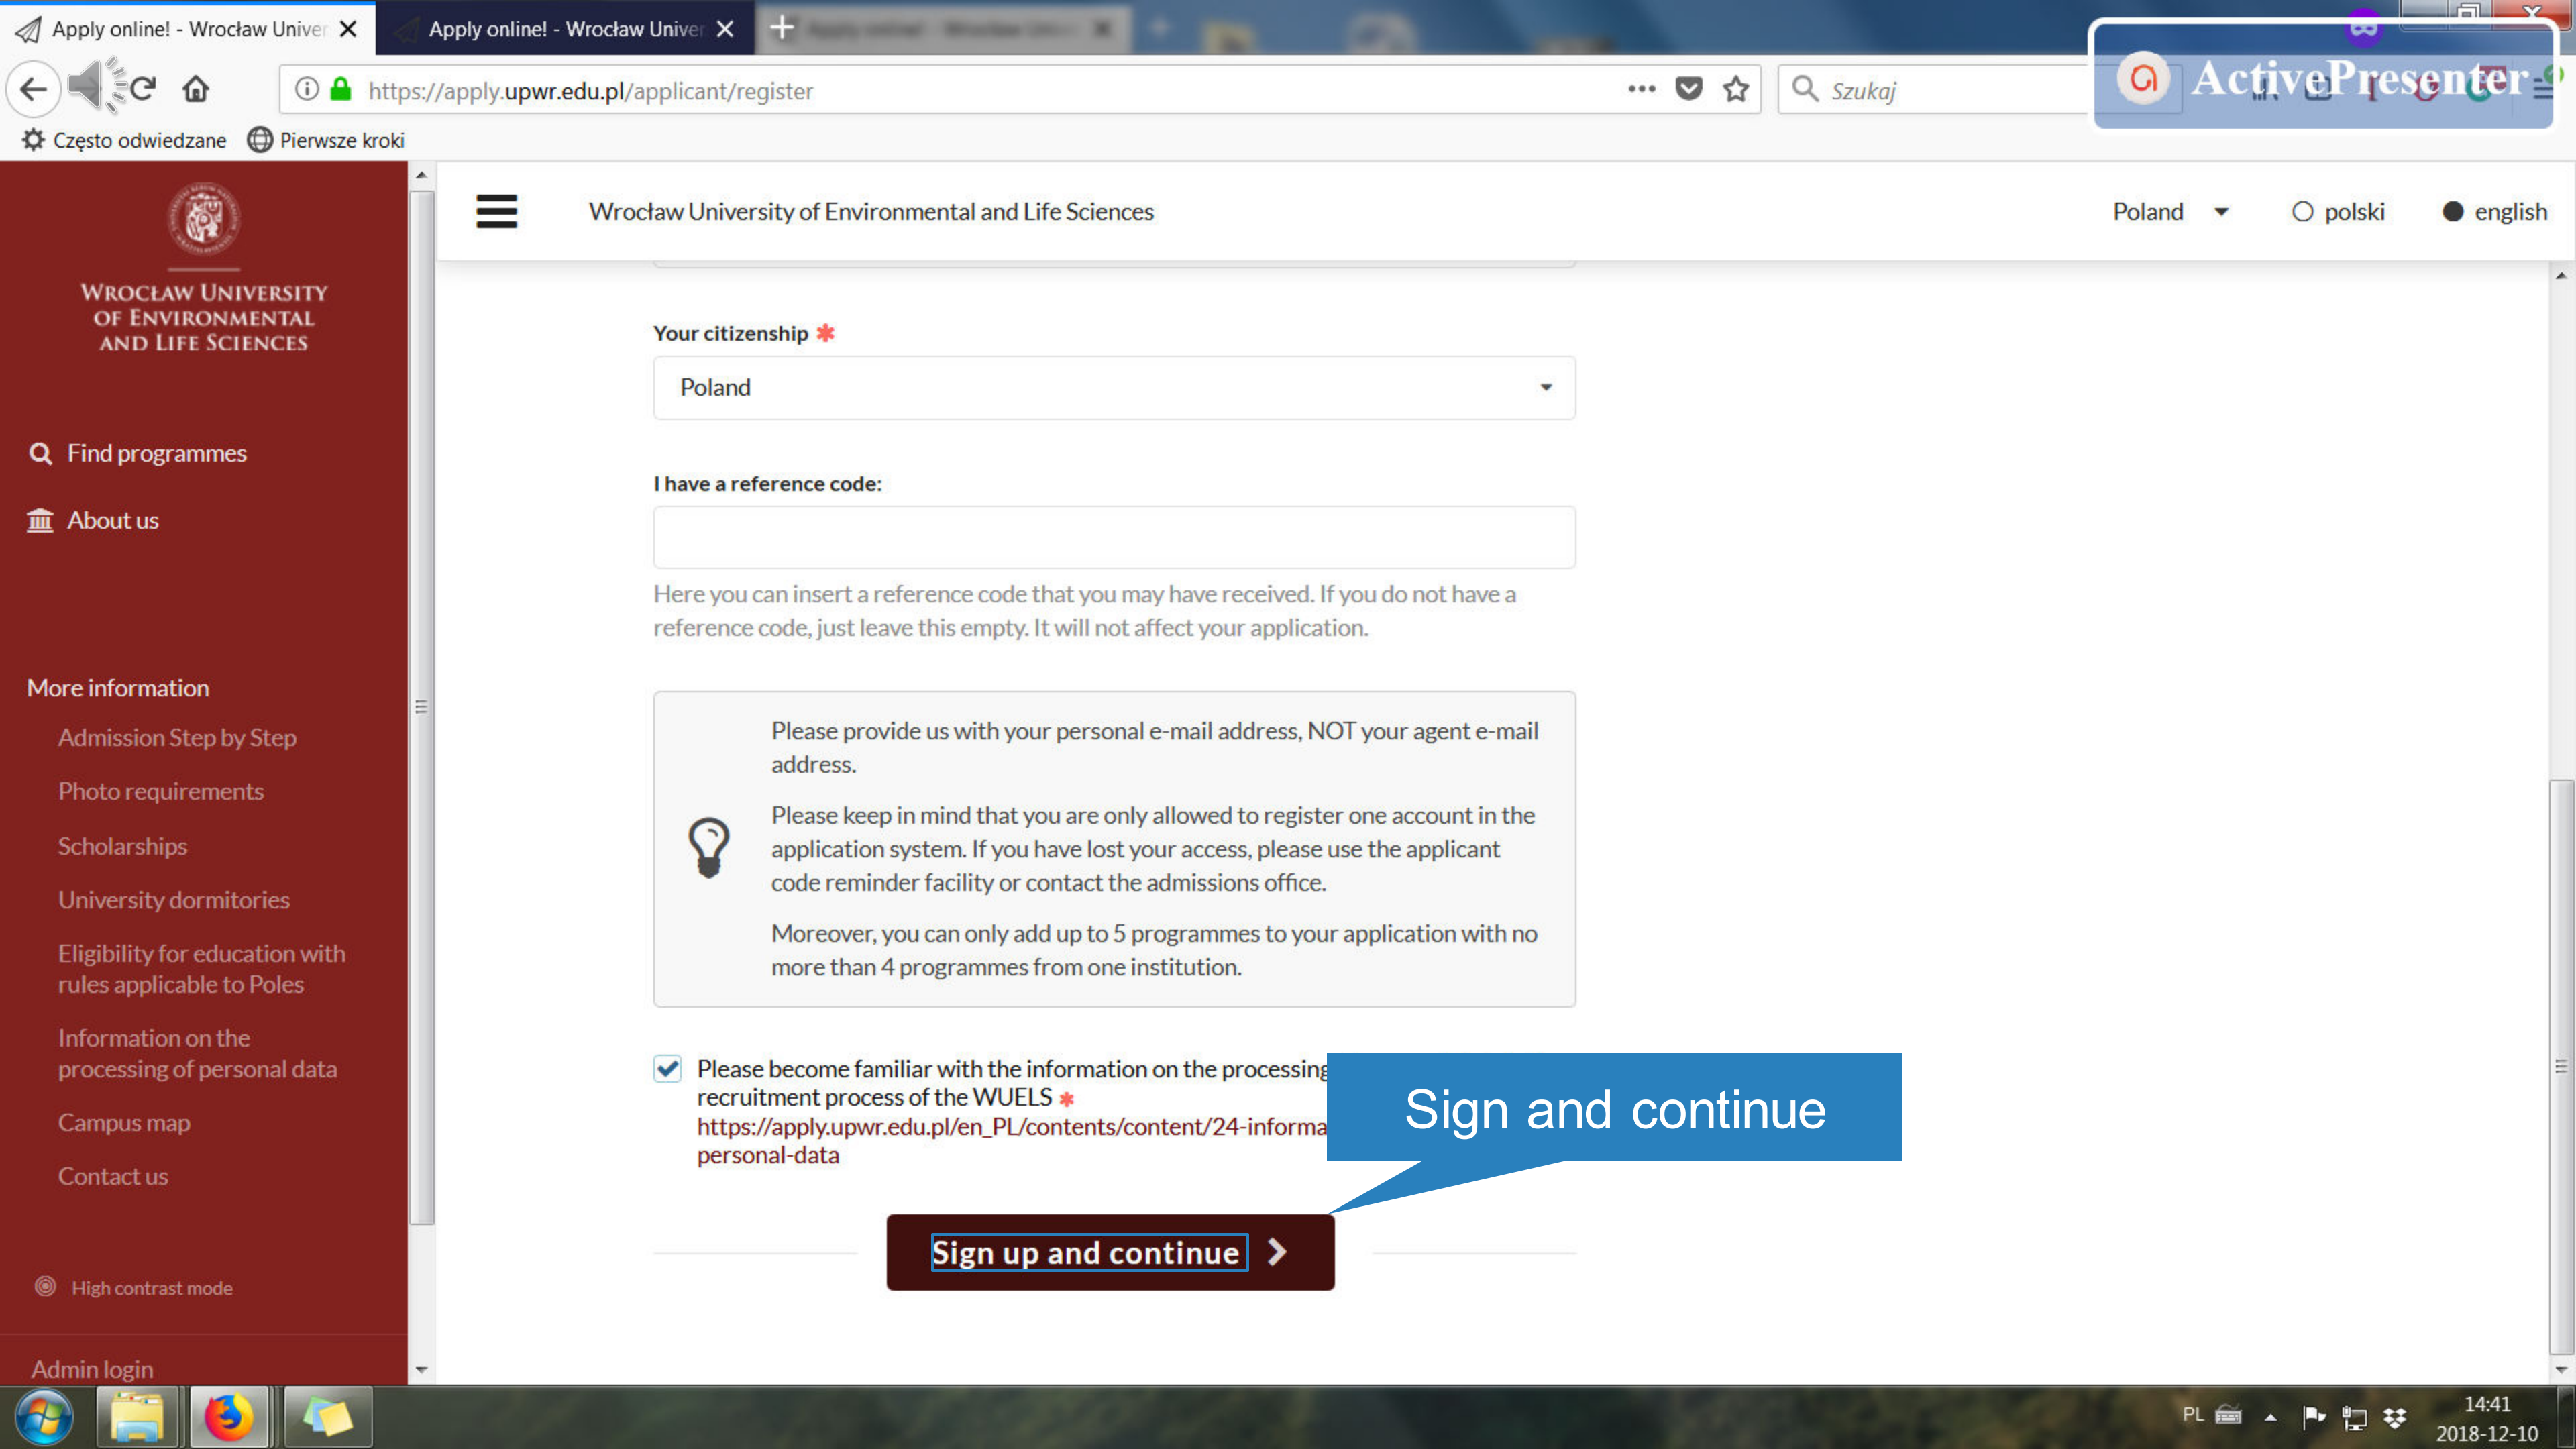 Apply online! - Wrocław Univer
Apply online! - Wrocław Univer
https://apply.upwr.edu.pl/applicant/register
Szukaj
ActivePresenter
Często odwiedzane
Pierwsze kroki
WROCŁAW UNIVERSITY
OF ENVIRONMENTAL
AND LIFE SCIENCES
Find programmes
About us
More information
Admission Step by Step
Photo requirements
Scholarships
University dormitories
Eligibility for education with
rules applicable to Poles
Information on the
processing of personal data
Campus map
Contact us
High contrast mode
Admin login
Wrocław University of Environmental and Life Sciences
Poland
polski
english
Your citizenship *
Poland
I have a reference code:
Here you can insert a reference code that you may have received. If you do not have a
reference code, just leave this empty. It will not affect your application.
Please provide us with your personal e-mail address, NOT your agent e-mail
address.
Please keep in mind that you are only allowed to register one account in the
application system. If you have lost your access, please use the applicant
code reminder facility or contact the admissions office.
Moreover, you can only add up to 5 programmes to your application with no
more than 4 programmes from one institution.
Please become familiar with the information on the processing
recruitment process of the WUELS *
https://apply.upwr.edu.pl/en_PL/contents/content/24-informa
personal-data
Sign and continue
Sign up and continue
PL
14:41
2018-12-10